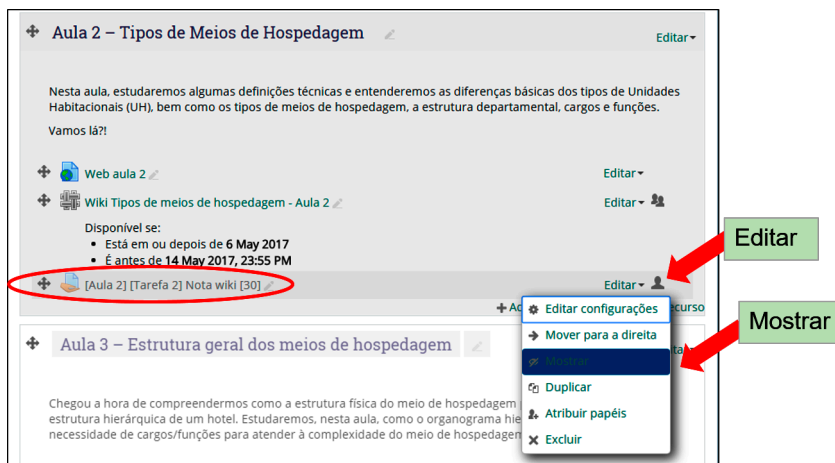 Aula 2 – Tipos de Meios de Hospedagem
Editar
Nesta aula, estudaremos algumas definições técnicas e entenderemos as diferenças básicas dos tipos de Unidades
Habitacionais (UH), bem como os tipos de meios de hospedagem, a estrutura departamental, cargos e funções.
Vamos lá?!
Web aula 2
Editar
Wiki Tipos de meios de hospedagem - Aula 2
Editar
Disponível se:
Está em ou depois de 6 May 2017
É antes de 14 May 2017, 23:55 PM
[Aula 2] [Tarefa 2] Nota wiki [30]
Editar
Editar
Editar configurações
Mover para a direita
Mostrar
Duplicar
Atribuir papéis
Excluir
Mostrar
Aula 3 – Estrutura geral dos meios de hospedagem
Chegou a hora de compreendermos como a estrutura física do meio de hospedagem
estrutura hierárquica de um hotel. Estudaremos, nesta aula, como o organograma
necessidade de cargos/funções para atender à complexidade do meio de hospedagem